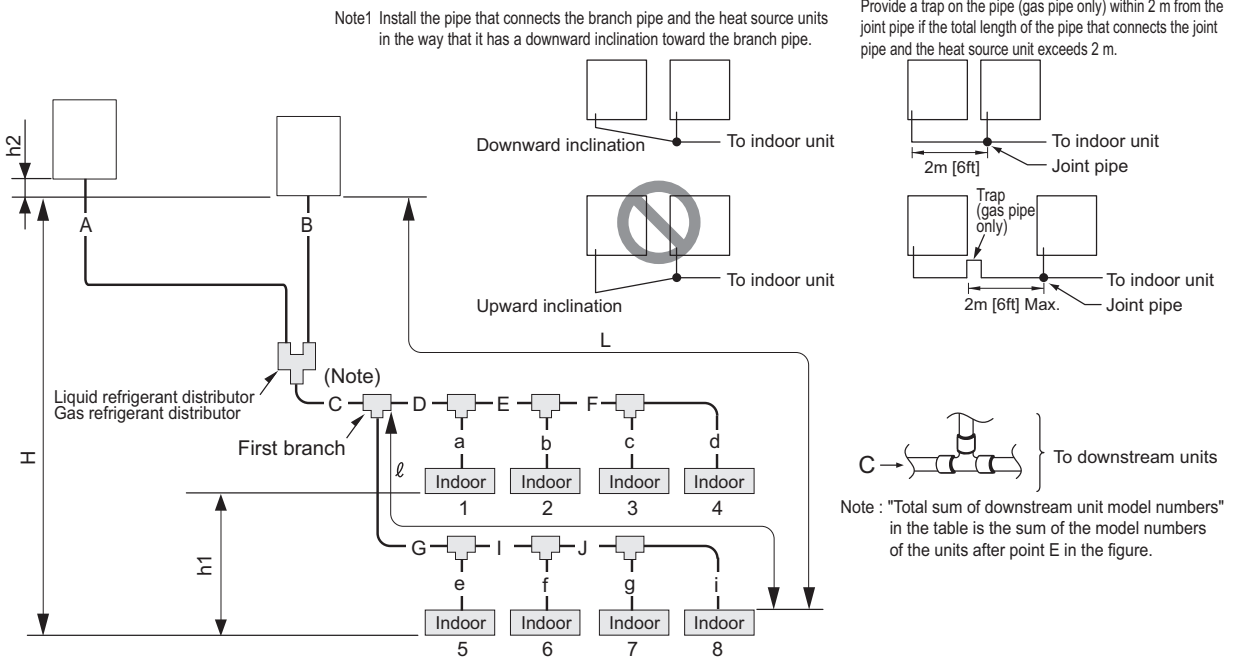 Note1 Install the pipe that connects the branch pipe and the heat source units
in the way that it has a downward inclination toward the branch pipe.
Provide a trap on the pipe (gas pipe only) within 2 m from the
joint pipe if the total length of the pipe that connects the joint
pipe and the heat source unit exceeds 2 m.
Downward inclination
To indoor unit
To indoor unit
2m [6ft]
Joint pipe
Upward inclination
To indoor unit
Trap
(gas pipe
only)
To indoor unit
2m [6ft] Max.
Joint pipe
h2
A
B
H
L
Liquid refrigerant distributor
Gas refrigerant distributor
(Note)
C
D
E
F
First branch
ℓ
a
b
c
d
Indoor
Indoor
Indoor
Indoor
1
2
3
4
h1
G
I
J
e
f
g
i
Indoor
Indoor
Indoor
Indoor
5
6
7
8
C
To downstream units
Note : "Total sum of downstream unit model numbers"
in the table is the sum of the model numbers
of the units after point E in the figure.